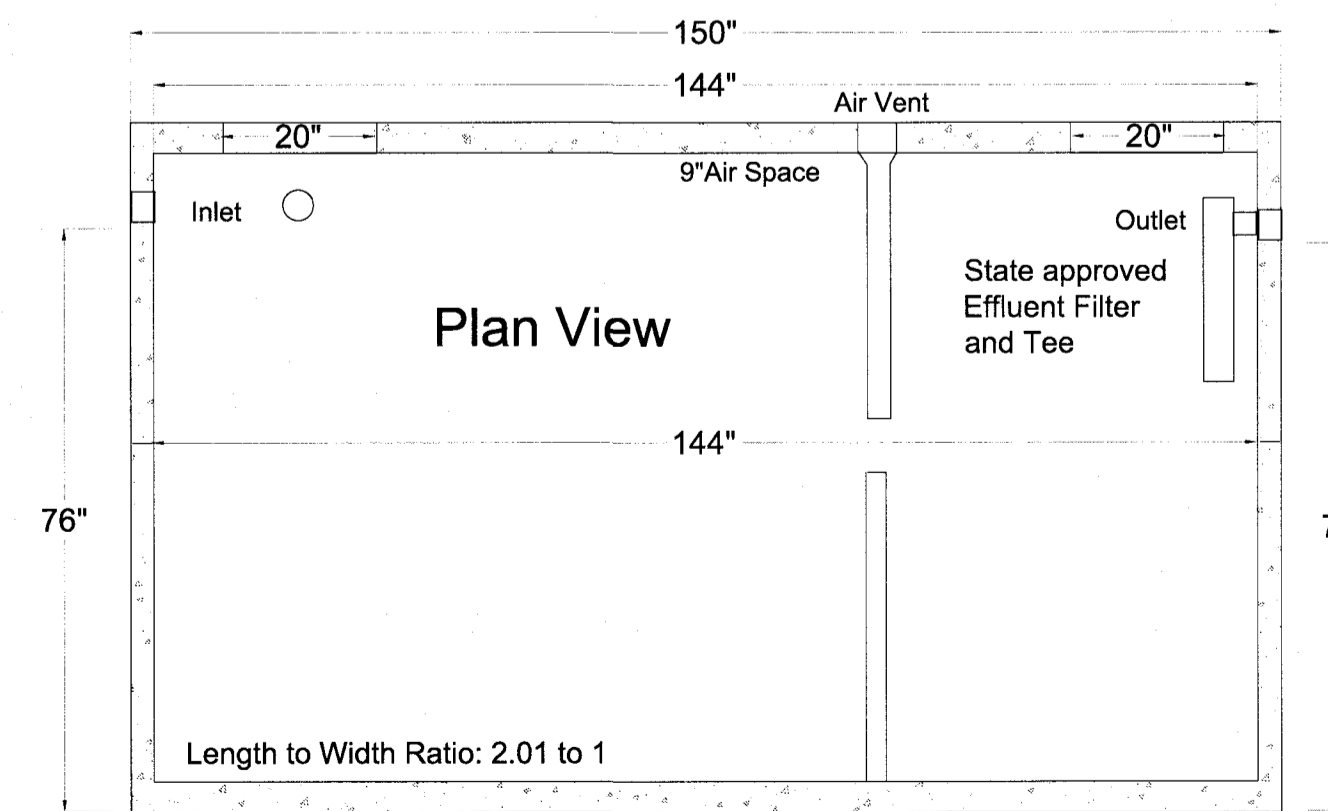 150"
144"
Air Vent
20"
20"
9"Air Space
Inlet
Outlet
State approved
Effluent Filter
and Tee
Plan View
144"
76"
Length to Width Ratio: 2.01 to 1